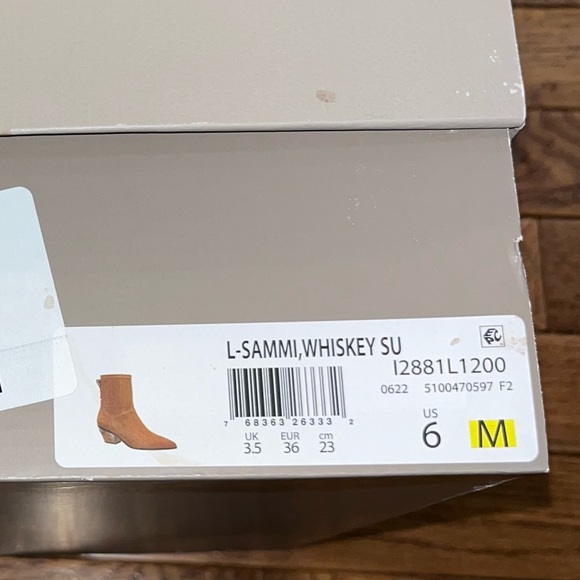 L-SAMMI,WHISKEY SU
I2881L1200
0622 5100470597 F2
7 68363 26333 2
UK EUR cm
3.5 36 23
US
6 M